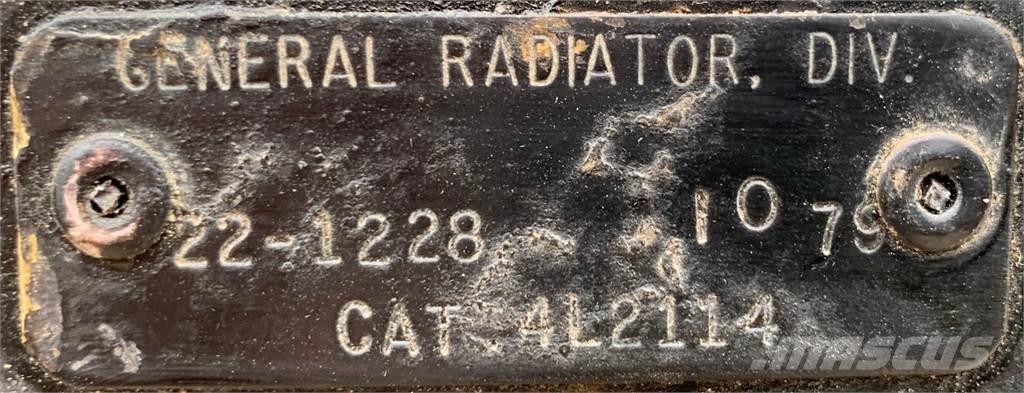 GENERAL RADIATOR, DIV.
22-1228 10 79
CAT. 4L2114
MASCUS